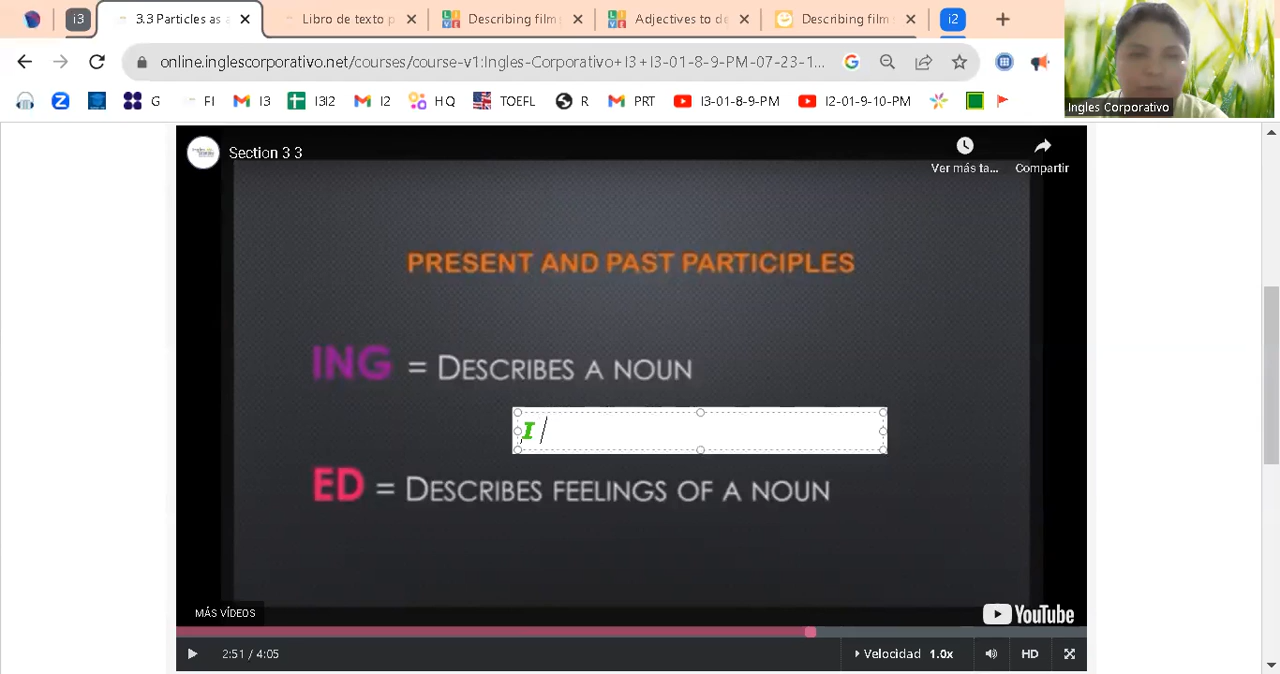 i3
3.3 Particles as a
Libro de texto p
Describing film
Adjectives to de
Describing film
i2
online.inglescorporativo.net/courses/course-v1:Ingles-Corporativo+I3+I3-01-8-9-PM-07-23-1...
G
FI
I3
I3I2
I2
HQ
TOEFL
R
PRT
I3-01-8-9-PM
I2-01-9-10-PM
Ingles Corporativo
Section 3 3
Ver más ta...
Compartir
PRESENT AND PAST PARTICIPLES
ING = DESCRIBES A NOUN
I /
ED = DESCRIBES FEELINGS OF A NOUN
MÁS VÍDEOS
YouTube
2:51 / 4:05
Velocidad 1.0x
HD